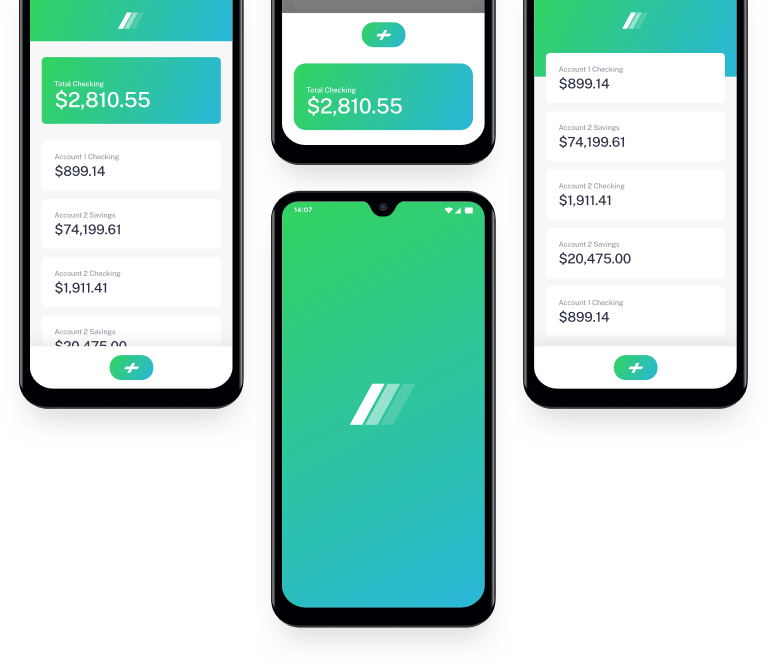 Total Checking
$2,810.55
Account 1 Checking
$899.14
Account 2 Savings
$74,199.61
Account 2 Checking
$1,911.41
Account 2 Savings
$20,475.00
Total Checking
$2,810.55
14:07
Account 1 Checking
$899.14
Account 2 Savings
$74,199.61
Account 2 Checking
$1,911.41
Account 2 Savings
$20,475.00
Account 1 Checking
$899.14